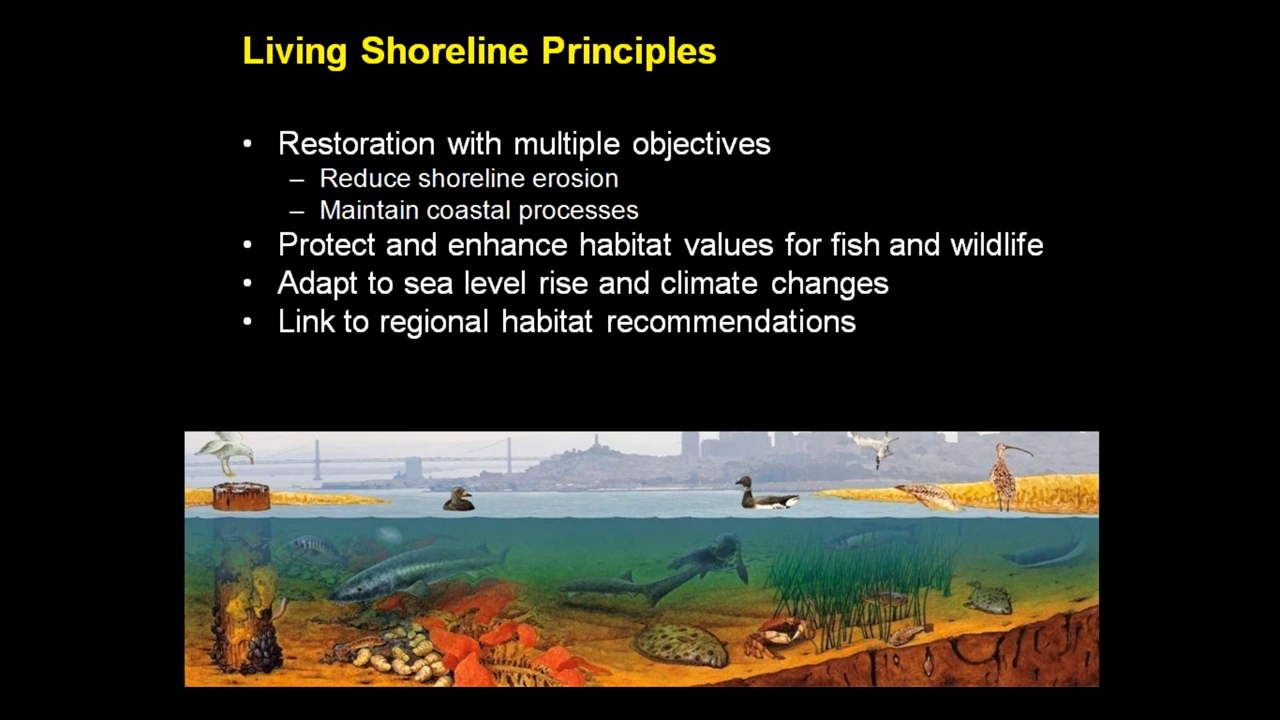 Living Shoreline Principles
• Restoration with multiple objectives
– Reduce shoreline erosion
– Maintain coastal processes
• Protect and enhance habitat values for fish and wildlife
• Adapt to sea level rise and climate changes
• Link to regional habitat recommendations